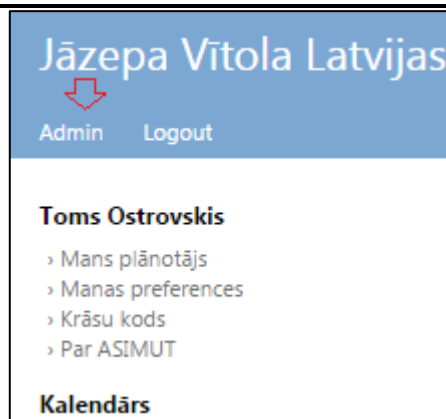 Jāzepa Vītola Latvijas
Admin Logout
Toms Ostrovskis
› Mans plānotājs
› Manas preferences
› Krāsu kods
› Par ASIMUT
Kalendārs